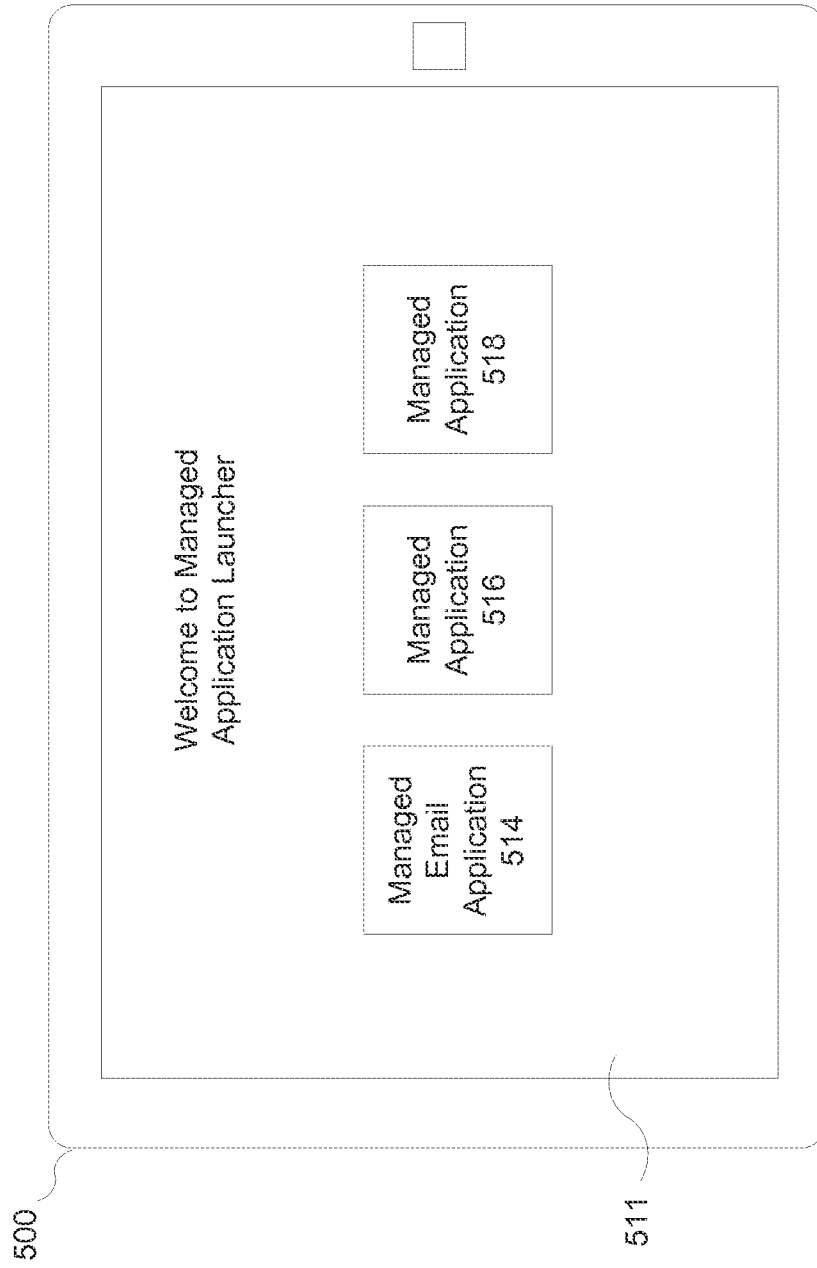 500
Welcome to Managed
Application Launcher
Managed
Email
Application
514
Managed
Application
516
Managed
Application
518
511